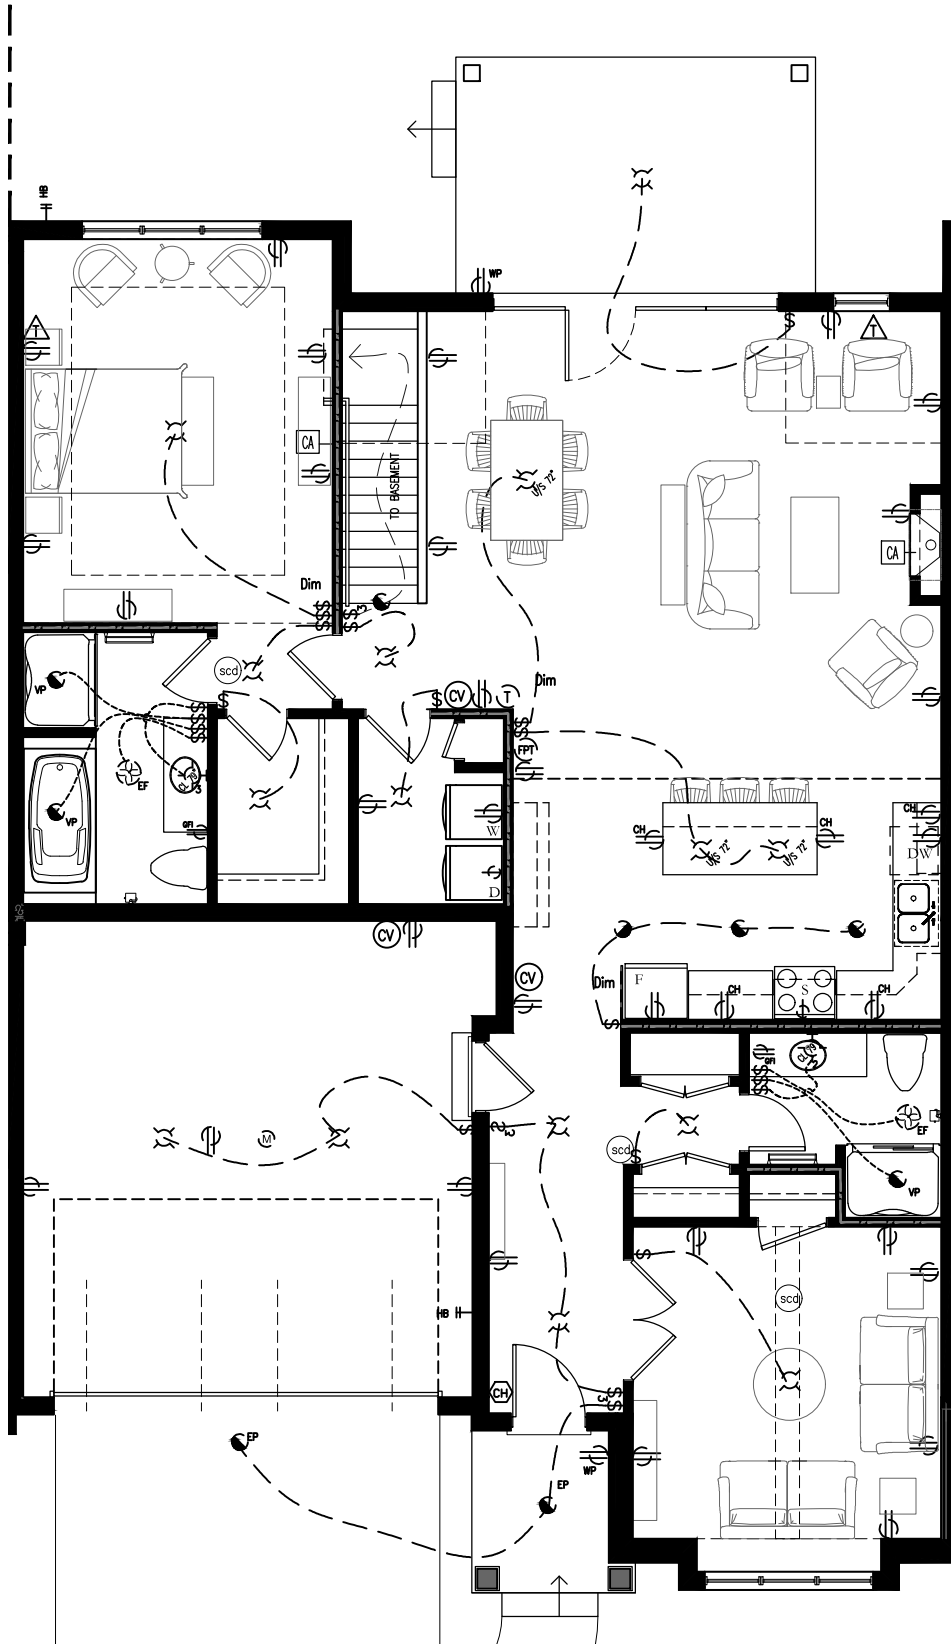 HB
WP
$
T
T
CA
TO BASEMENT
U/S 72"
CA
Dim
$$$
$$3
scd
VP
Dim
$
CV
T
$
$$$$
$$
FPT
EF
VP
GFI
CH
CH
CH
W
U/S 72"
U/S 72"
DW
D
CV
CV
Dim
F
S
CH
CH
$
GFI
$$$
M
$
$3
scd
$
EF
VP
$
scd
HB
CH
$$
3
EP
WP
EP